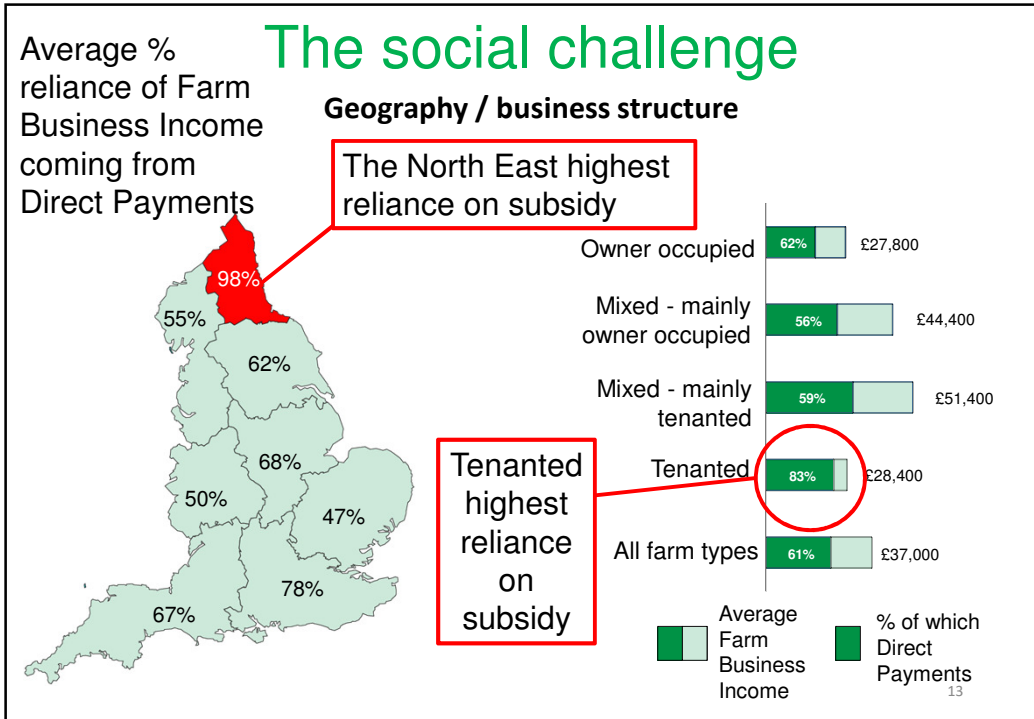 The social challenge
Average %
reliance of Farm
Business Income
coming from
Direct Payments
Geography / business structure
The North East highest
reliance on subsidy
98%
55%
62%
68%
50%
47%
78%
67%
Owner occupied
62%
£27,800
Mixed - mainly
owner occupied
56%
£44,400
Mixed - mainly
tenanted
59%
£51,400
Tenanted
83%
£28,400
All farm types
61%
£37,000
Tenanted
highest
reliance
on
subsidy
Average
Farm
Business
Income
% of which
Direct
Payments
13